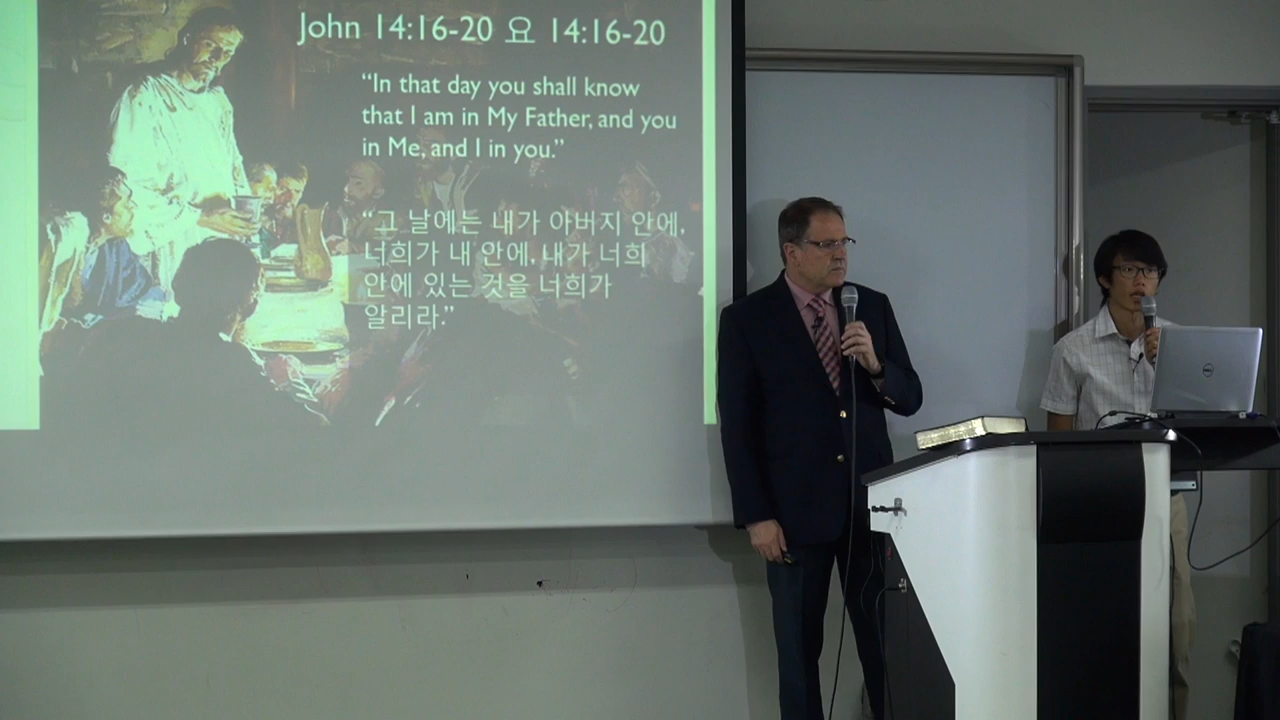 John 14:16-20 요 14:16-20
“In that day you shall know
that I am in My Father, and you
in Me, and I in you.”
“그 날에는 내가 아버지 안에,
너희가 내 안에, 내가 너희
안에 있는 것을 너희가
알리라.”
DELL